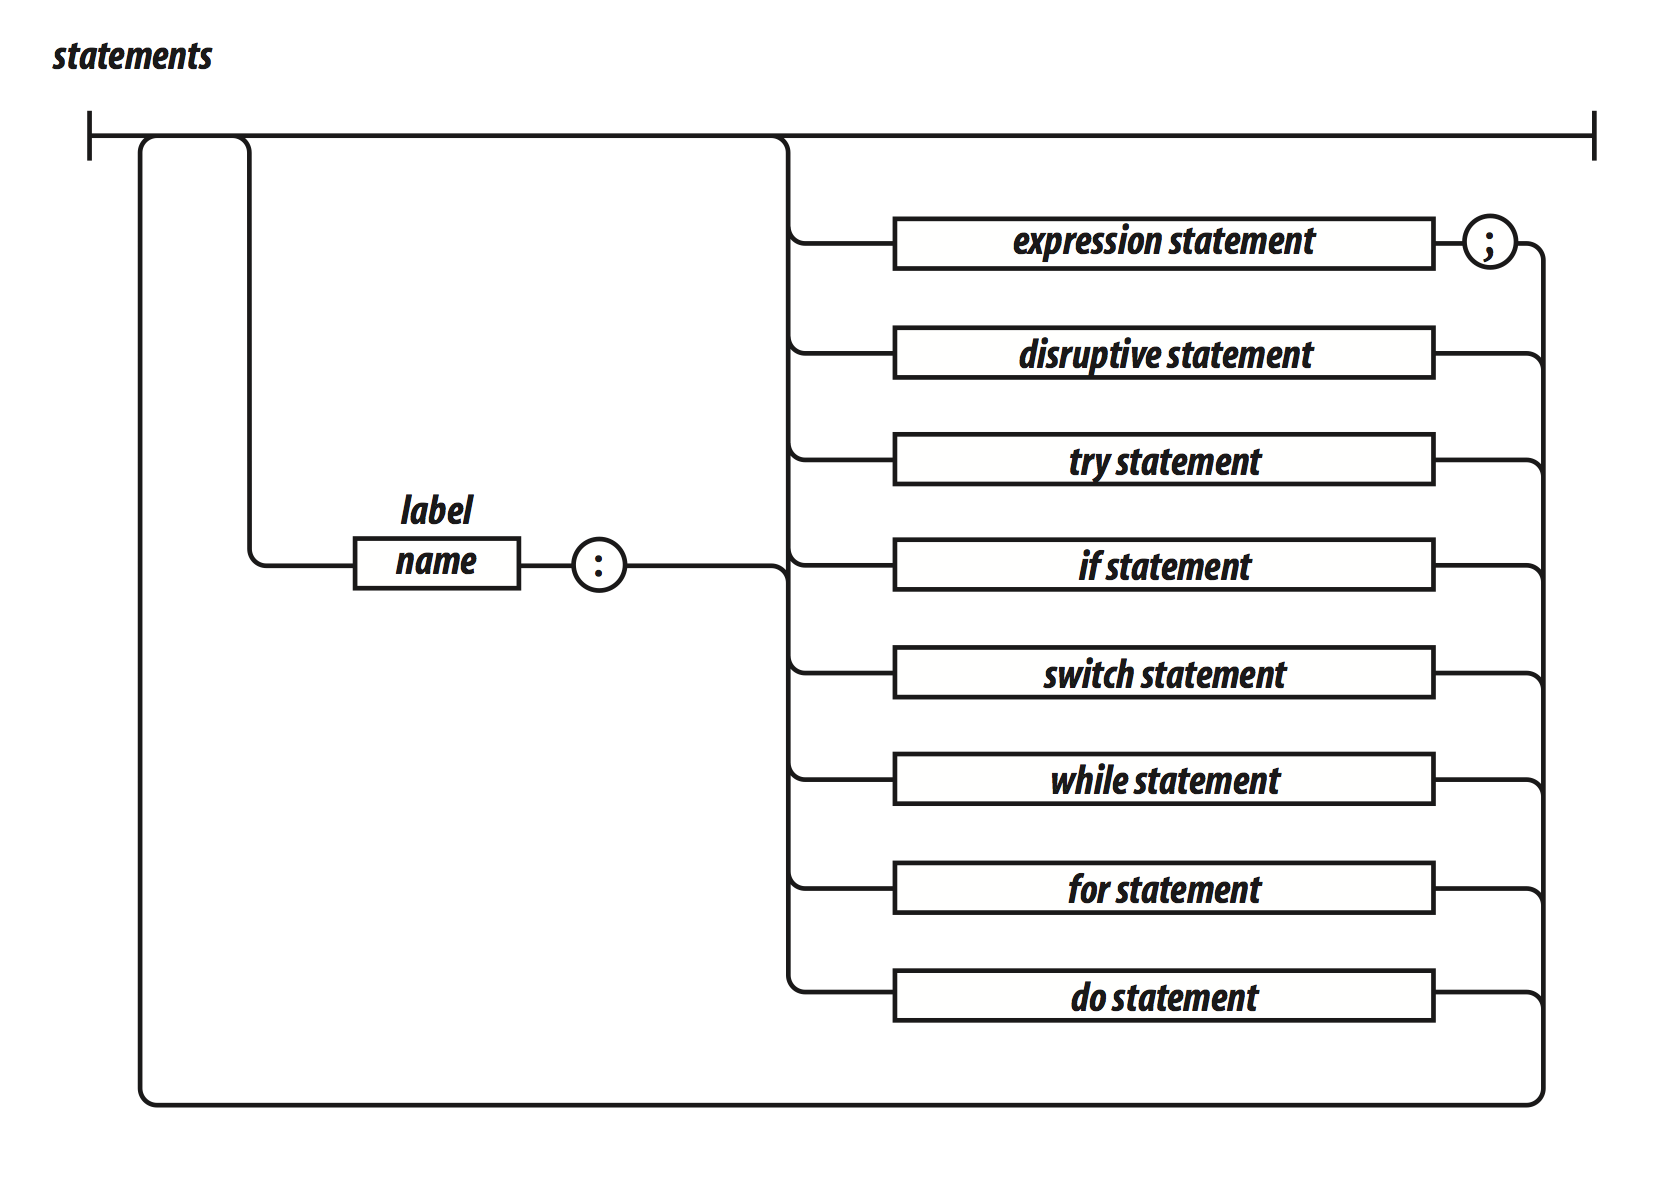 statements
expression statement ;
disruptive statement
try statement
label
name :
if statement
switch statement
while statement
for statement
do statement